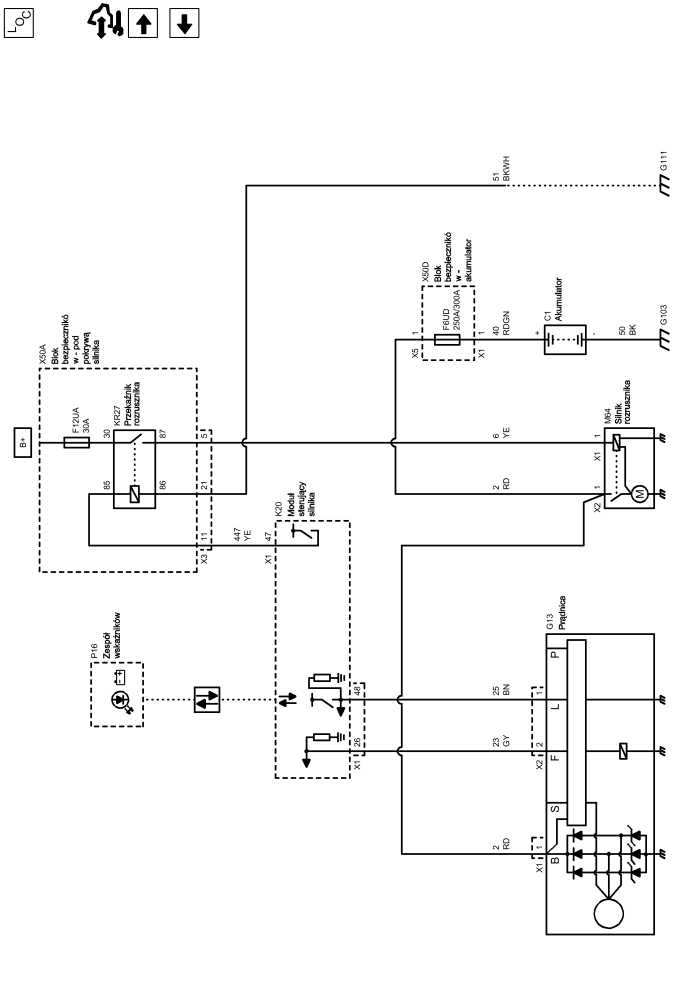 LOC
51
BKWH
G111
X50D
Blok
bezpieczników
w -
akumulator
X50A
Blok
bezpieczników
w - pod
pokrywą
silnika
F6UD
250A/300A
X5
1
1
X1
40
RDGN
C1
Akumulator
+
-
50
BK
G103
B+
F12UA
30A
KR27
Przekaźnik
rozrusznika
30
87
5
6
YE
X1
1
M64
Silnik
rozrusznika
85
86
21
2
RD
X2
1
M
K20
Moduł
sterujący
silnika
X3
11
447
YE
X1
47
P16
Zespół
wskaźników
- +
G13
Prądnica
P
48
25
BN
1
L
X1
26
23
GY
X2
2
F
S
2
RD
X1
1
B